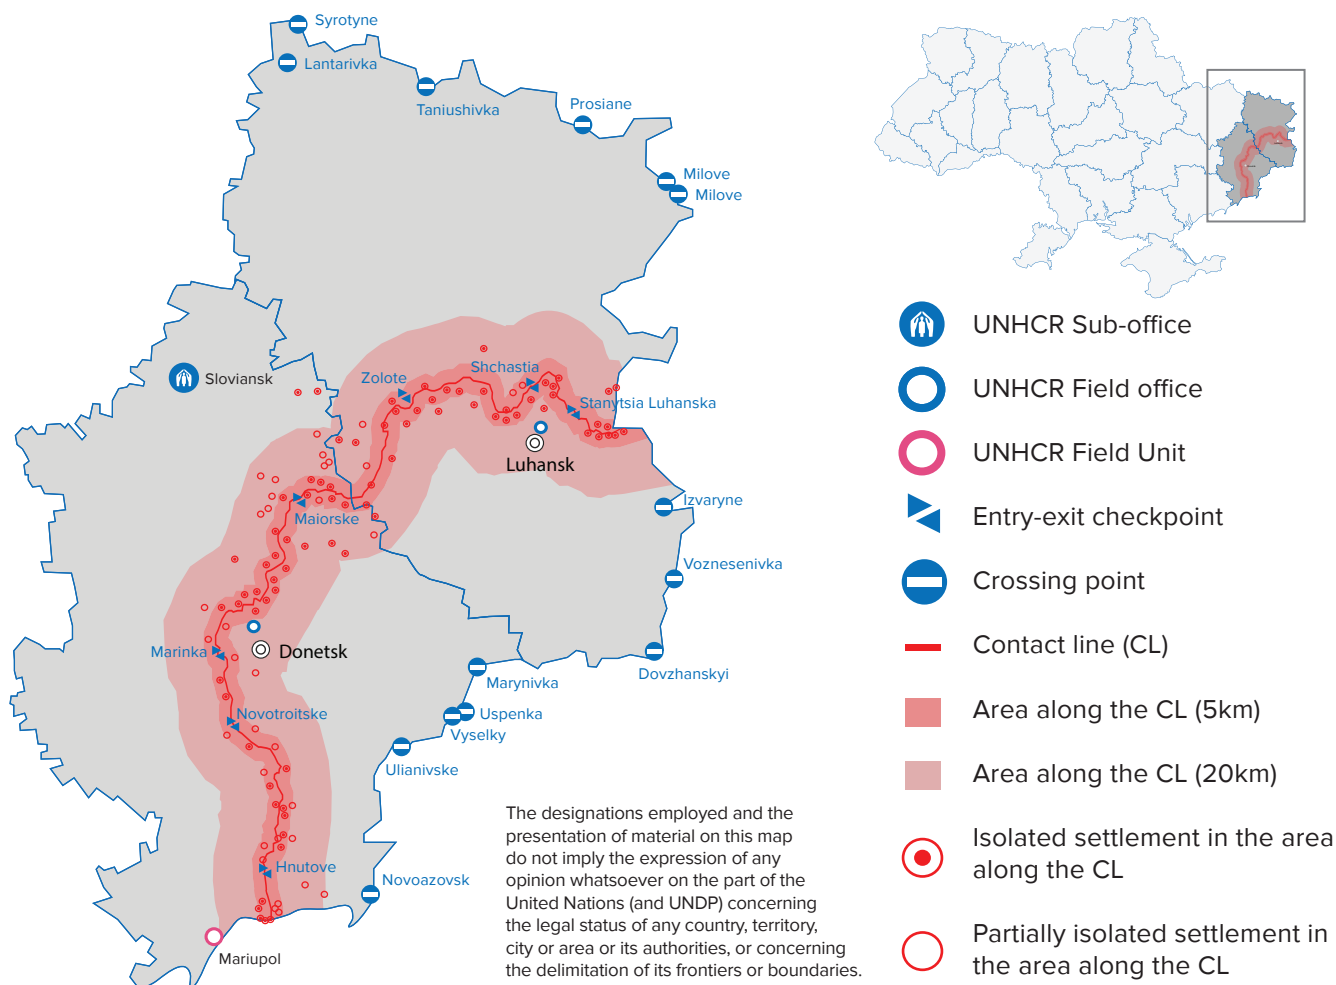 Syrotyne
Lantarivka
Taniushivka
Prosiane
Milove
Milove
Sloviansk
Zolote
Shchastia
Stanytsia Luhanska
Luhansk
Maiorske
Izvaryne
Voznesenivka
Marinka
Donetsk
Dovzhanskyi
Marynivka
Novotroitske
Uspenka
Vyselky
Ulianivske
Hnutove
Novoazovsk
Mariupol
The designations employed and the
presentation of material on this map
do not imply the expression of any
opinion whatsoever on the part of the
United Nations (and UNDP) concerning
the legal status of any country, territory,
city or area or its authorities, or concerning
the delimitation of its frontiers or boundaries.
UNHCR Sub-office
UNHCR Field office
UNHCR Field Unit
Entry-exit checkpoint
Crossing point
Contact line (CL)
Area along the CL (5km)
Area along the CL (20km)
Isolated settlement in the area
along the CL
Partially isolated settlement in
the area along the CL